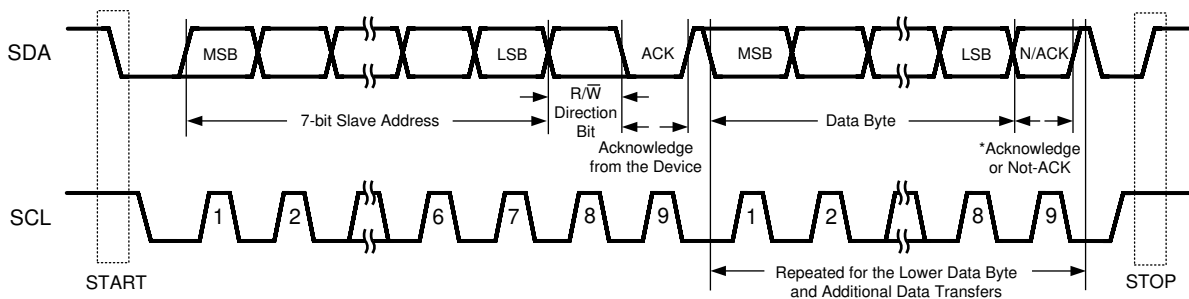 SDA
MSB
LSB
ACK
MSB
LSB
N/ACK
R/W̅
Direction
Bit
7-bit Slave Address
Acknowledge
from the Device
Data Byte
*Acknowledge
or Not-ACK
SCL
1
2
6
7
8
9
1
2
8
9
START
Repeated for the Lower Data Byte
and Additional Data Transfers
STOP